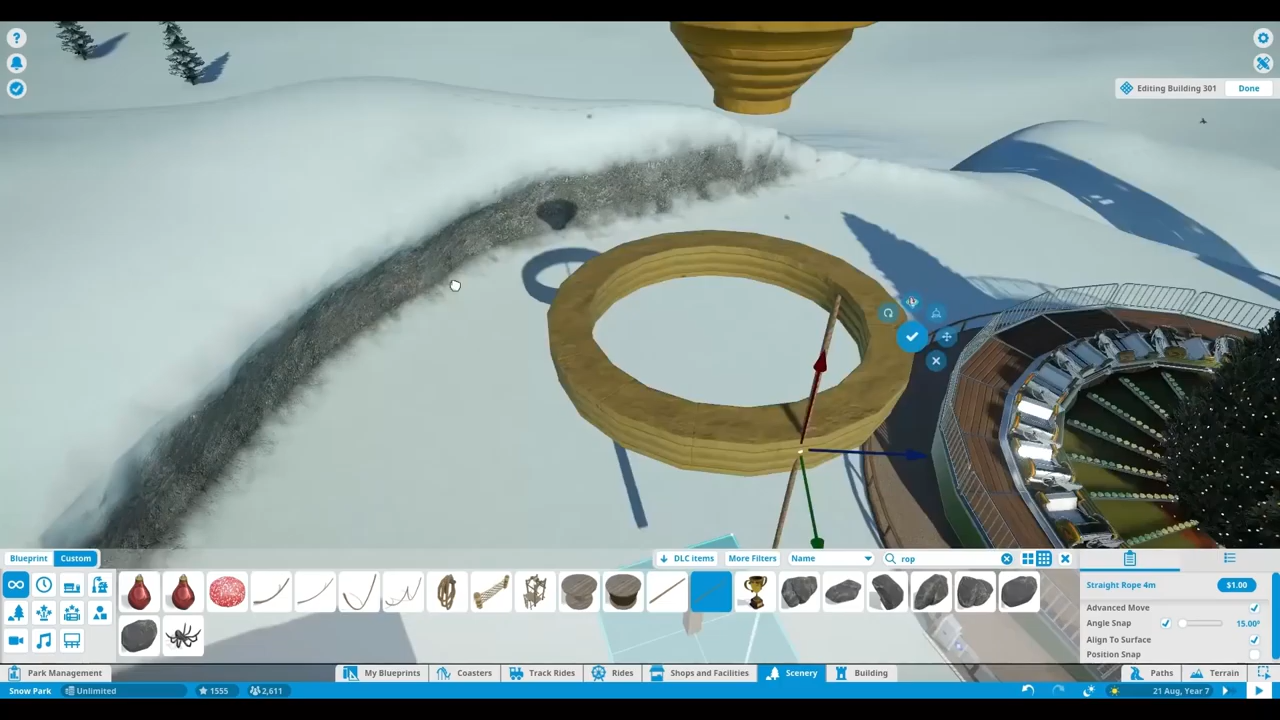 Editing Building 301 Done
Blueprint Custom DLC items More Filters Name rop
Straight Rope 4m $1.00
Advanced Move
Angle Snap 15.00°
Align To Surface
Position Snap
Park Management My Blueprints Coasters Track Rides Rides Shops and Facilities Scenery Building Paths Terrain
Snow Park Unlimited 1555 2,611 21 Aug, Year 7